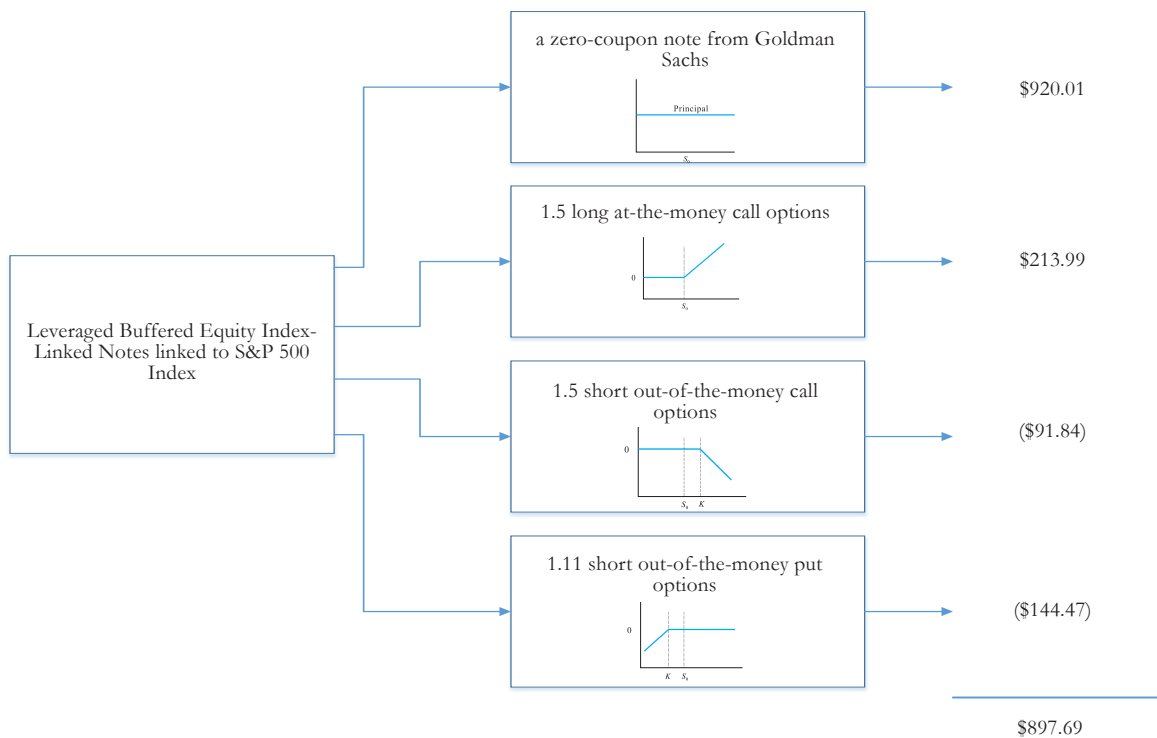 Leveraged Buffered Equity Index-
Linked Notes linked to S&P 500
Index
a zero-coupon note from Goldman
Sachs
Principal
S₀
$920.01
1.5 long at-the-money call options
0
S₀
$213.99
1.5 short out-of-the-money call
options
0
S₀ K
($91.84)
1.11 short out-of-the-money put
options
0
K S₀
($144.47)
$897.69